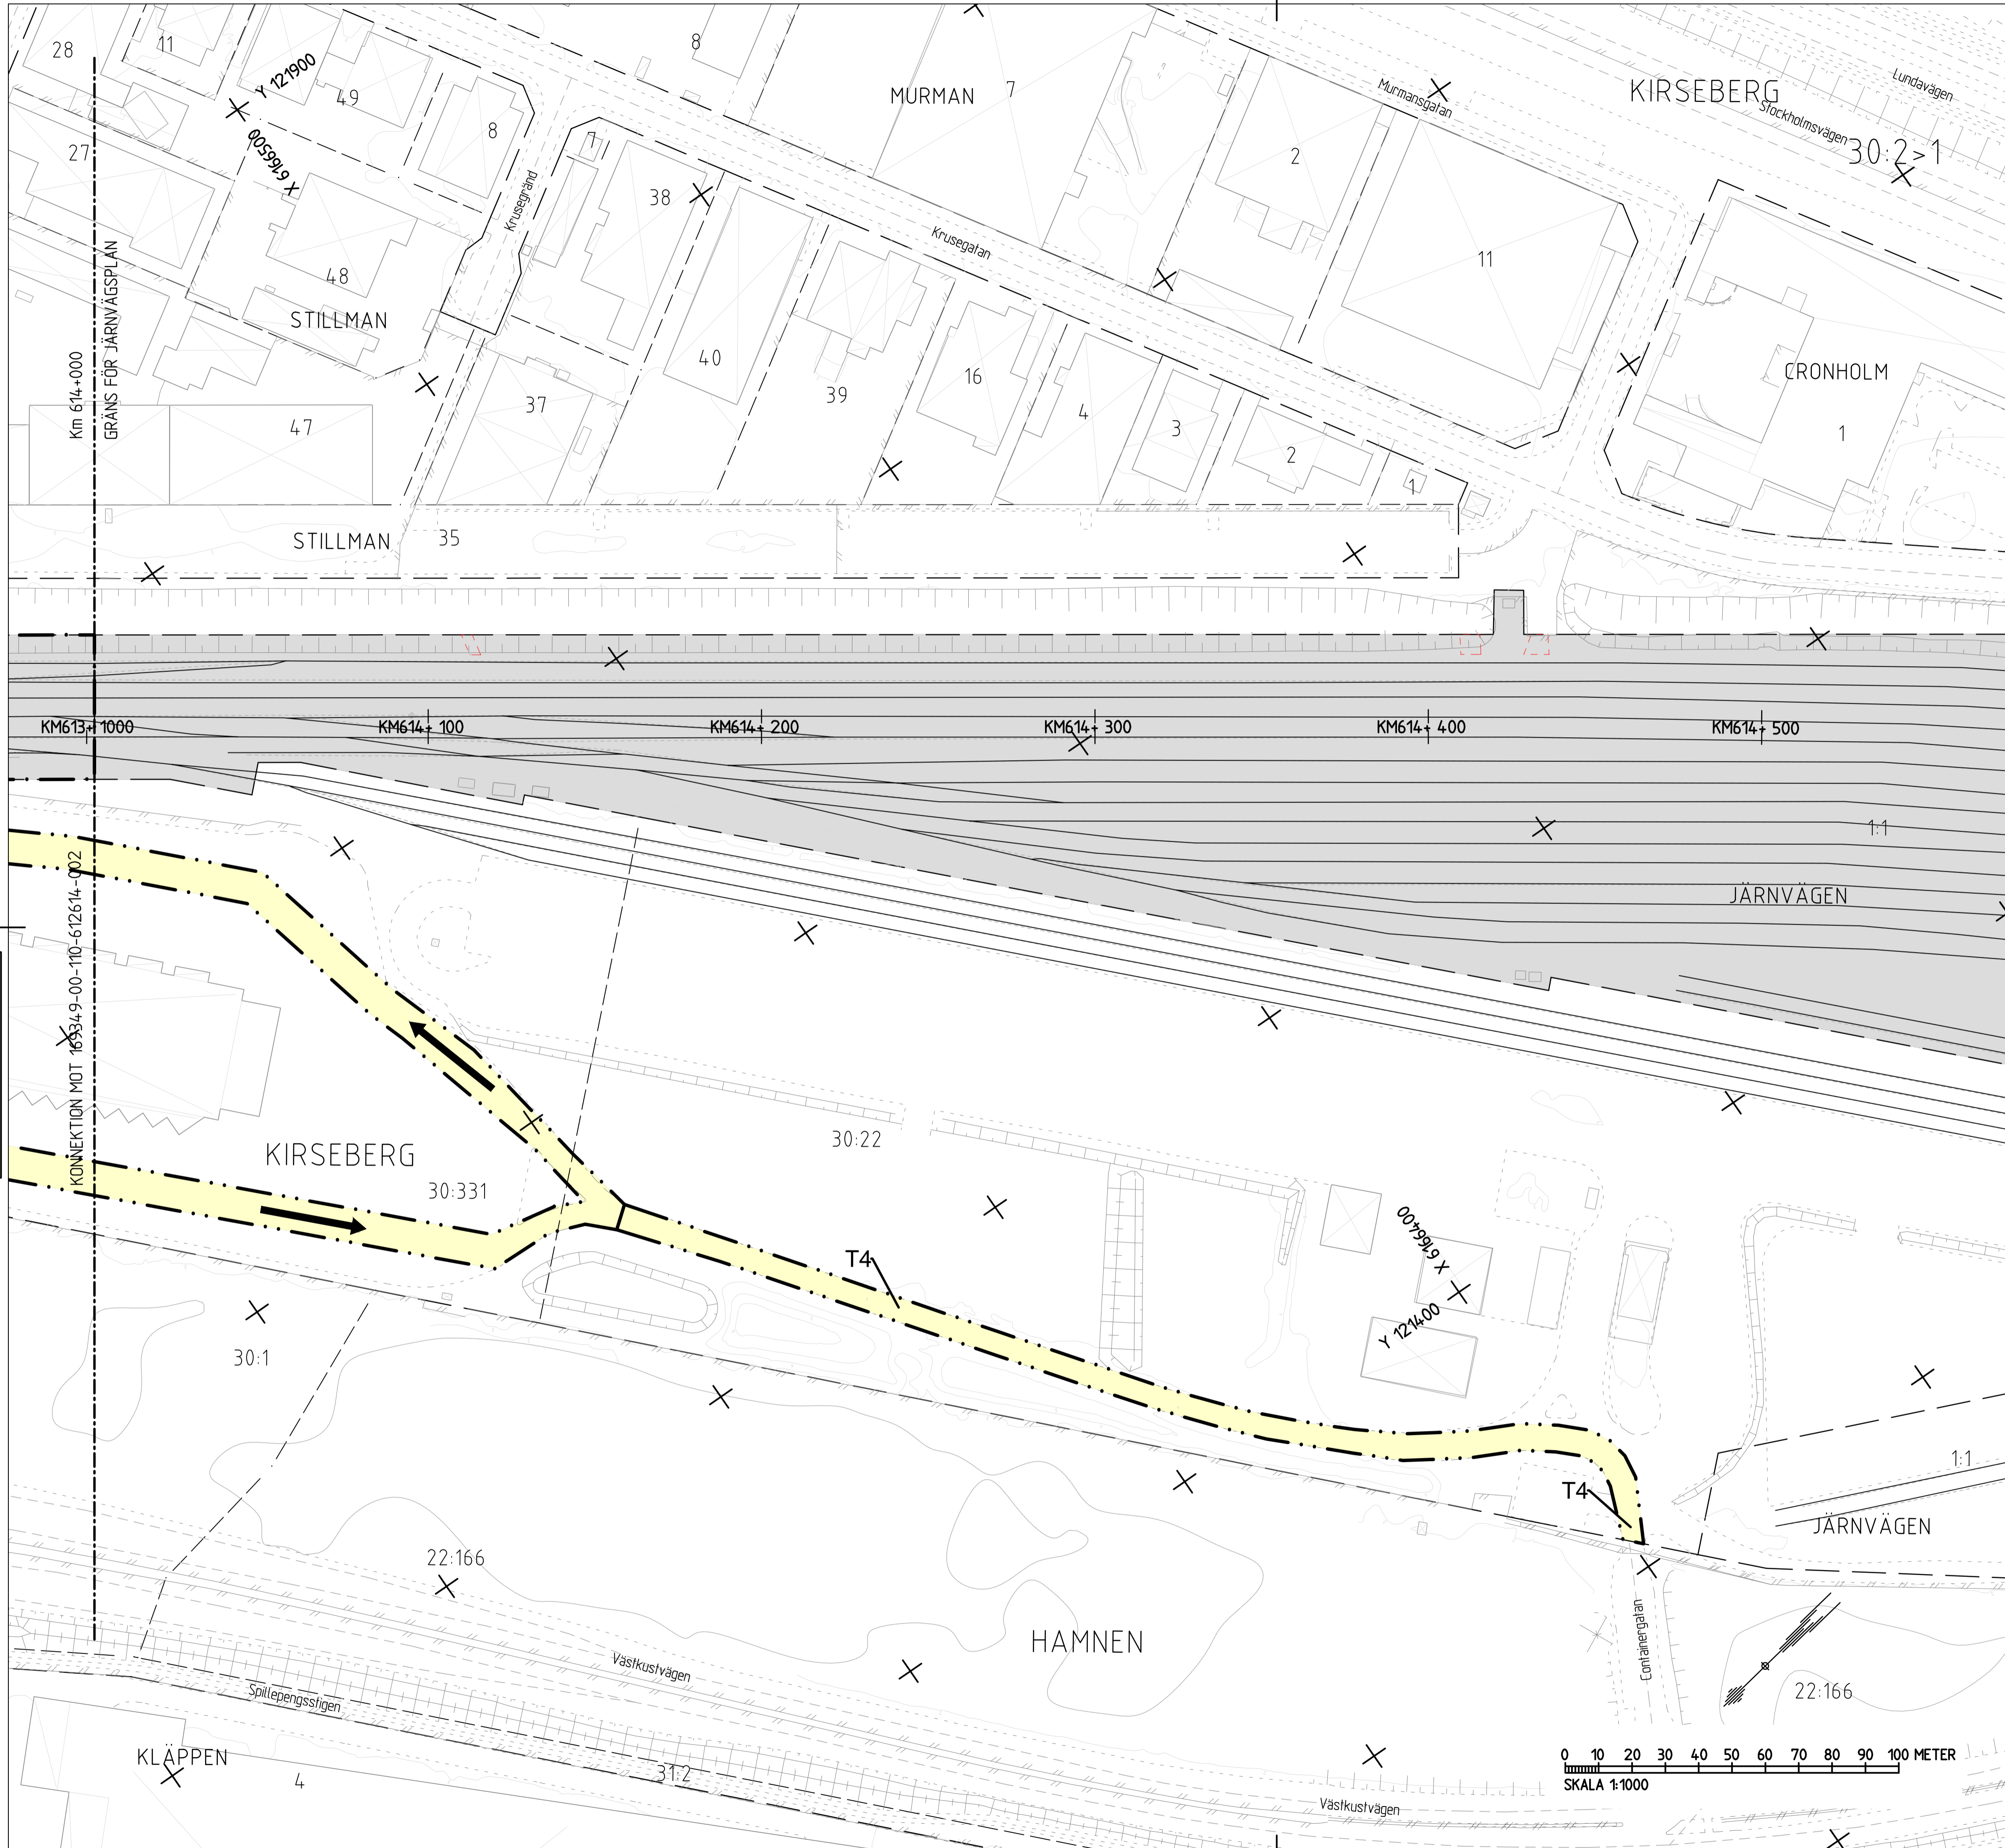 28
11
Y 121900
49
8
X 6166500
27
8
7
38
MURMAN
7
2
Murmansgatan
KIRSEBERG
Lundavägen
Stockholmsvägen
30:2>1
Krusegränd
Krusegatan
11
48
STILLMAN
Km 614+000
GRÄNS FÖR JÄRNVÄGSPLAN
47
37
40
39
16
4
3
2
1
CRONHOLM
1
STILLMAN
35
KM613+1000
KM614+ 100
KM614+ 200
KM614+ 300
KM614+ 400
KM614+ 500
1:1
JÄRNVÄGEN
KONNEKTION MOT 169349-00-110-612614-002
KIRSEBERG
30:331
30:22
T4
X 6166400
Y 121400
30:1
1:1
T4
JÄRNVÄGEN
22:166
HAMNEN
Containergatan
22:166
Västkustvägen
Spillepengsstigen
KLÄPPEN
4
31:2
Västkustvägen
0 10 20 30 40 50 60 70 80 90 100 METER
SKALA 1:1000